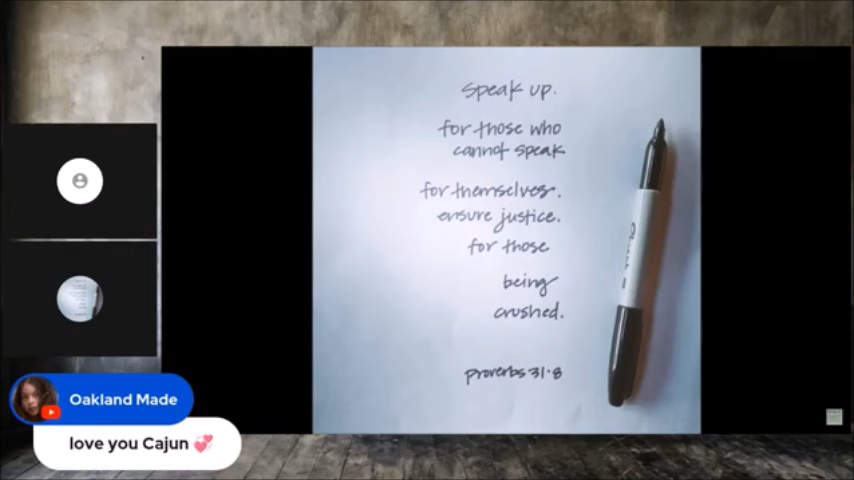 speak up.
for those who
cannot speak
for themselves.
ensure justice.
for those
being
crushed.
proverbs 31·8
Oakland Made
love you Cajun 💞